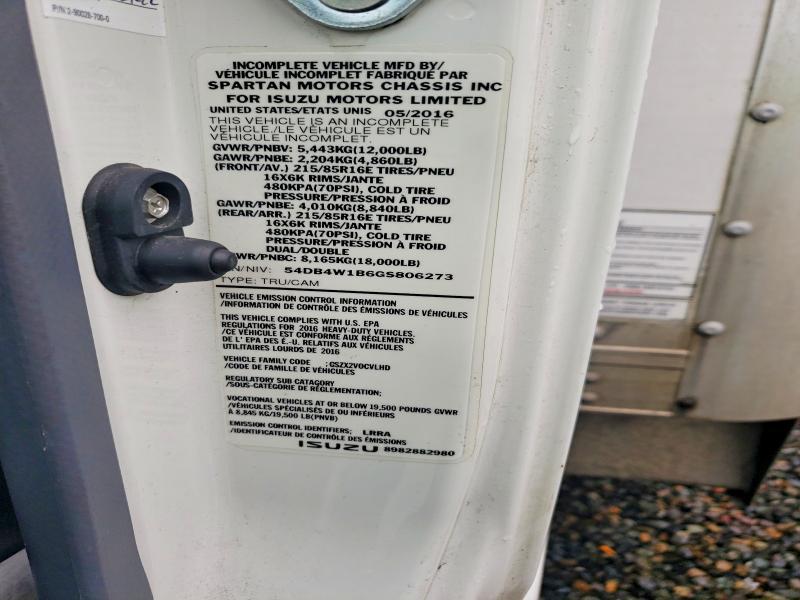 P/N 2-90028-700-0
INCOMPLETE VEHICLE MFD BY/
VÉHICULE INCOMPLET FABRIQUÉ PAR
SPARTAN MOTORS CHASSIS INC
FOR ISUZU MOTORS LIMITED
UNITED STATES/ETATS UNIS 05/2016
THIS VEHICLE IS AN INCOMPLETE
VEHICLE./LE VÉHICULE EST UN
VÉHICULE INCOMPLET.
GVWR/PNBV: 5,443KG(12,000LB)
GAWR/PNBE: 2,204KG(4,860LB)
(FRONT/AV.) 215/85R16E TIRES/PNEU
16X6K RIMS/JANTE
480KPA(70PSI), COLD TIRE
PRESSURE/PRESSION À FROID
GAWR/PNBE: 4,010KG(8,840LB)
(REAR/ARR.) 215/85R16E TIRES/PNEU
16X6K RIMS/JANTE
480KPA(70PSI), COLD TIRE
PRESSURE/PRESSION À FROID
DUAL/DOUBLE
WR/PNBC: 8,165KG(18,000LB)
/NIV: 54DB4W1B6GS806273
TYPE: TRU/CAM
VEHICLE EMISSION CONTROL INFORMATION
/INFORMATION DE CONTRÔLE DES ÉMISSIONS DE VÉHICULES
THIS VEHICLE COMPLIES WITH U.S. EPA
REGULATIONS FOR 2016 HEAVY-DUTY VEHICLES.
/CE VÉHICULE EST CONFORME AUX RÈGLEMENTS
DE L' EPA DES É.-U. RELATIFS AUX VÉHICULES
UTILITAIRES LOURDS DE 2016
VEHICLE FAMILY CODE ; GSZX2VOCVLHD
/CODE DE FAMILLE DE VÉHICULES
REGULATORY SUB CATAGORY
/SOUS-CATÉGORIE DE RÉGLEMENTATION;
VOCATIONAL VEHICLES AT OR BELOW 19,500 POUNDS GVWR
/VÉHICULES SPÉCIALISÉS DE OU INFÉRIEURS
À 8,845 KG/19,500 LB(PNVB)
EMISSION CONTROL IDENTIFIERS; LRRA
/IDENTIFICATEUR DE CONTRÔLE DES ÉMISSIONS
ISUZU 8982882980